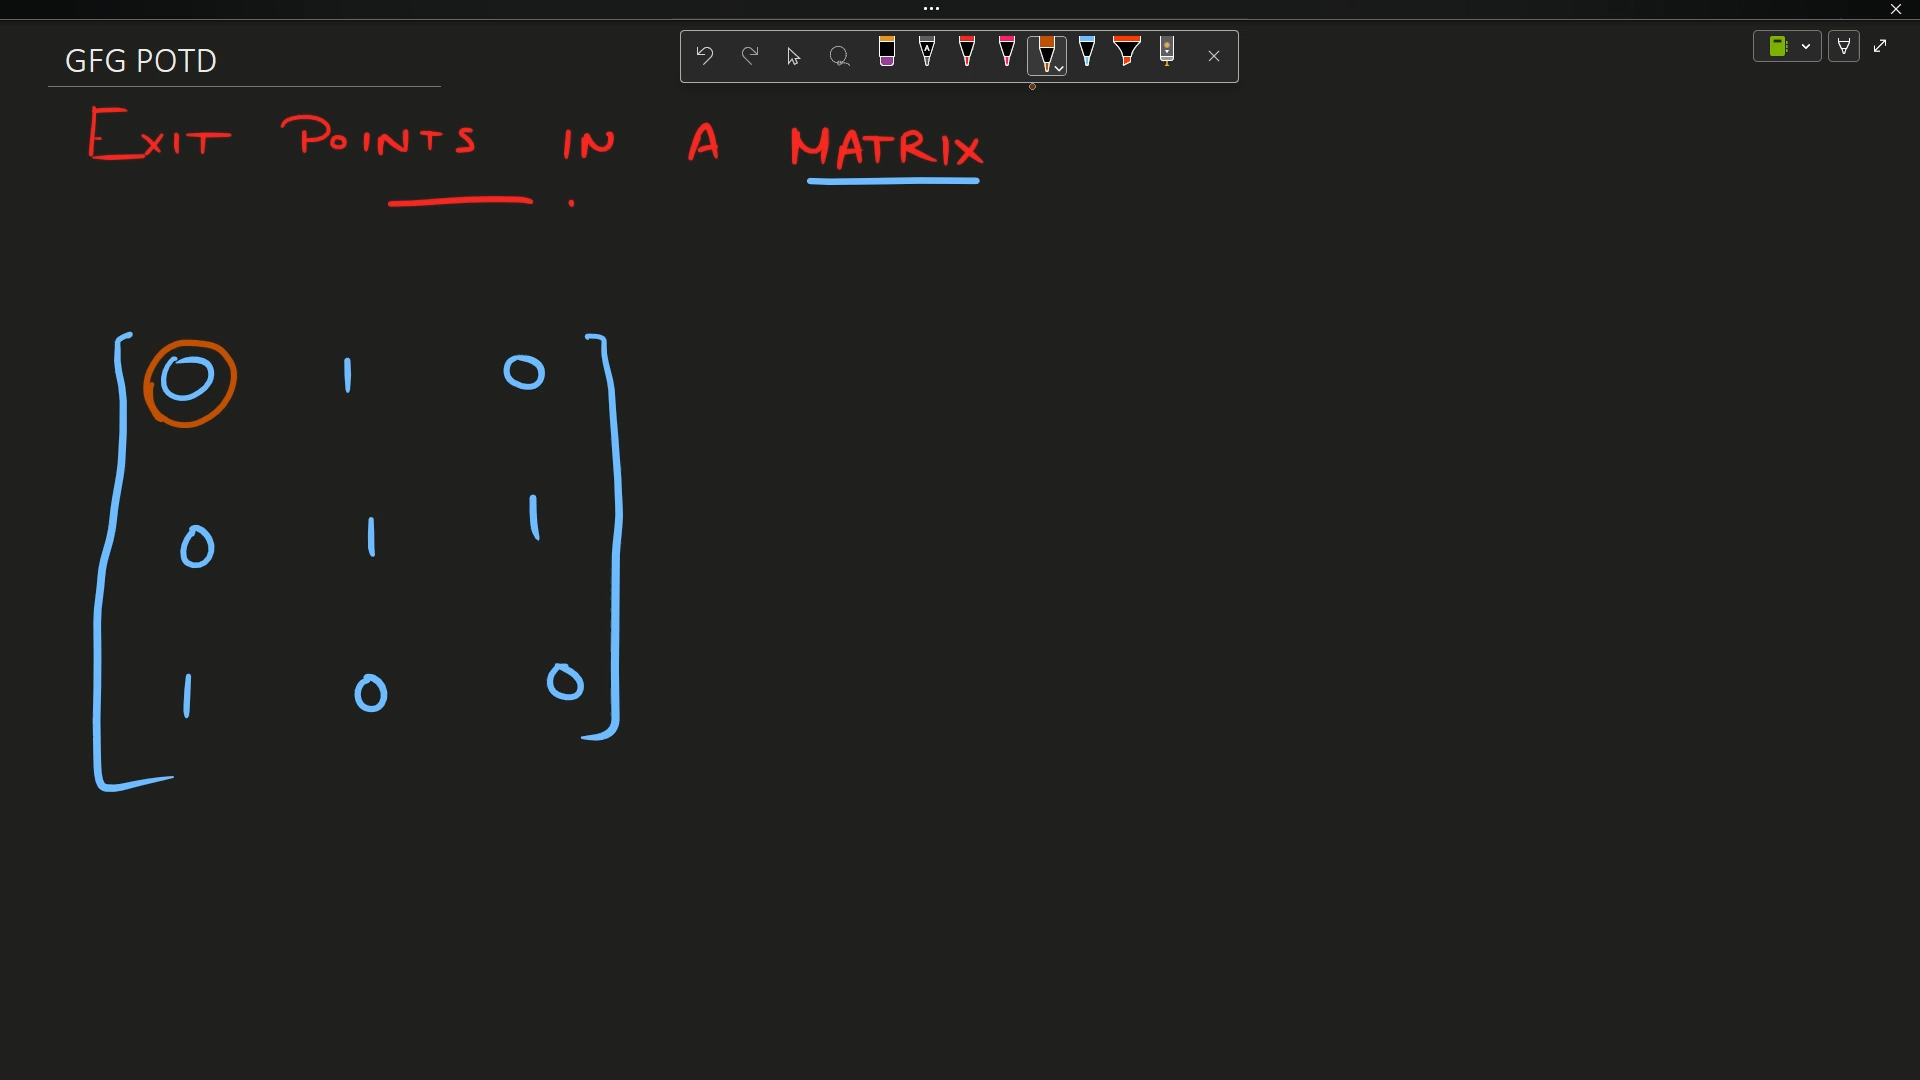 GFG POTD
EXIT POINTS IN A MATRIX
0 1 0
0 1 1
1 0 0